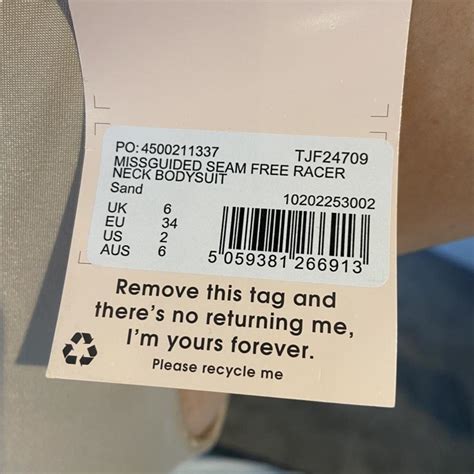 PO: 4500211337 TJF24709
MISSGUIDED SEAM FREE RACER
NECK BODYSUIT
Sand 10202253002
UK 6
EU 34
US 2
AUS 6
5 059381 266913
Remove this tag and
there's no returning me,
I'm yours forever.
Please recycle me